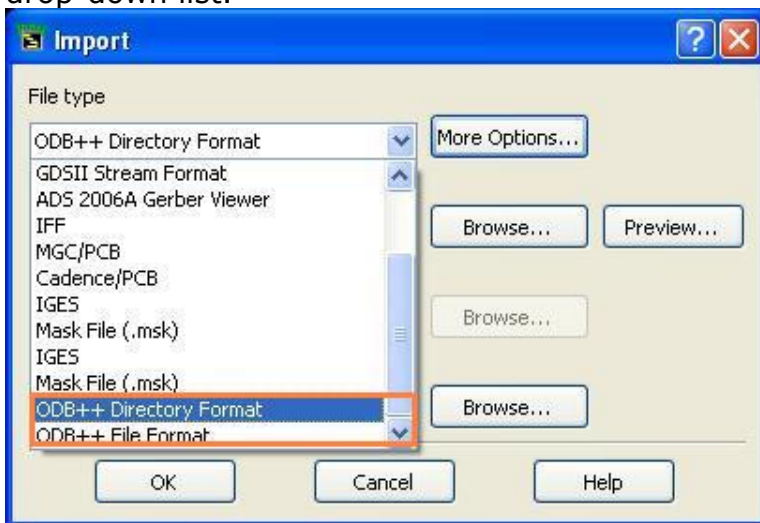 drop-down list.
Import
File type
ODB++ Directory Format
More Options...
GDSII Stream Format
ADS 2006A Gerber Viewer
IFF
Browse...
Preview...
MGC/PCB
Cadence/PCB
IGES
Browse...
Mask File (.msk)
IGES
Mask File (.msk)
ODB++ Directory Format
Browse...
ODB++ File Format
OK
Cancel
Help